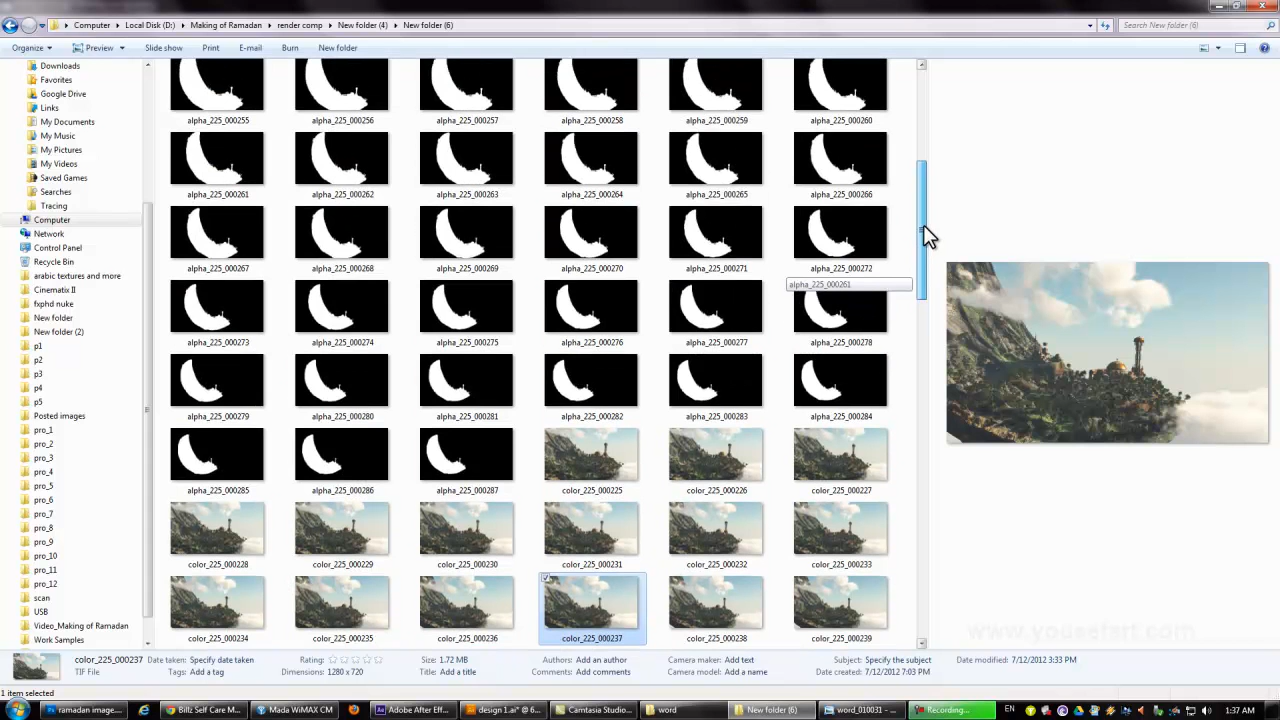 Computer ▸ Local Disk (D:) ▸ Making of Ramadan ▸ render comp ▸ New folder (4) ▸ New folder (6)
Search New folder (6)
Organize Preview Slide show Print E-mail Burn New folder
Downloads
Favorites
Google Drive
Links
My Documents
My Music
My Pictures
My Videos
Saved Games
Searches
Tracing
Computer
Network
Control Panel
Recycle Bin
arabic textures and more
Cinematix II
fxphd nuke
New folder
New folder (2)
p1
p2
p3
p4
p5
Posted images
pro_1
pro_2
pro_3
pro_4
pro_5
pro_6
pro_7
pro_8
pro_9
pro_10
pro_11
pro_12
scan
USB
Video_Making of Ramadan
Work Samples
alpha_225_000255 alpha_225_000256 alpha_225_000257 alpha_225_000258 alpha_225_000259 alpha_225_000260
alpha_225_000261 alpha_225_000262 alpha_225_000263 alpha_225_000264 alpha_225_000265 alpha_225_000266
alpha_225_000267 alpha_225_000268 alpha_225_000269 alpha_225_000270 alpha_225_000271 alpha_225_000272
alpha_225_000261
alpha_225_000273 alpha_225_000274 alpha_225_000275 alpha_225_000276 alpha_225_000277 alpha_225_000278
alpha_225_000279 alpha_225_000280 alpha_225_000281 alpha_225_000282 alpha_225_000283 alpha_225_000284
alpha_225_000285 alpha_225_000286 alpha_225_000287 color_225_000225 color_225_000226 color_225_000227
color_225_000228 color_225_000229 color_225_000230 color_225_000231 color_225_000232 color_225_000233
color_225_000234 color_225_000235 color_225_000236 color_225_000237 color_225_000238 color_225_000239
www.yousefart.com
color_225_000237 Date taken: Specify date taken Rating: Size: 1.72 MB Authors: Add an author Camera maker: Add text Subject: Specify the subject Date modified: 7/12/2012 3:33 PM
TIF File Tags: Add a tag Dimensions: 1280 x 720 Title: Add a title Comments: Add comments Camera model: Add a name Date created: 7/12/2012 7:03 PM
1 item selected
ramadan image.... Billz Self Care M... Mada WiMAX CM Adobe After Eff... design 1.ai* @ 6... Camtasia Studio... word New folder (6) word_010031 - ... Recording... EN 1:37 AM